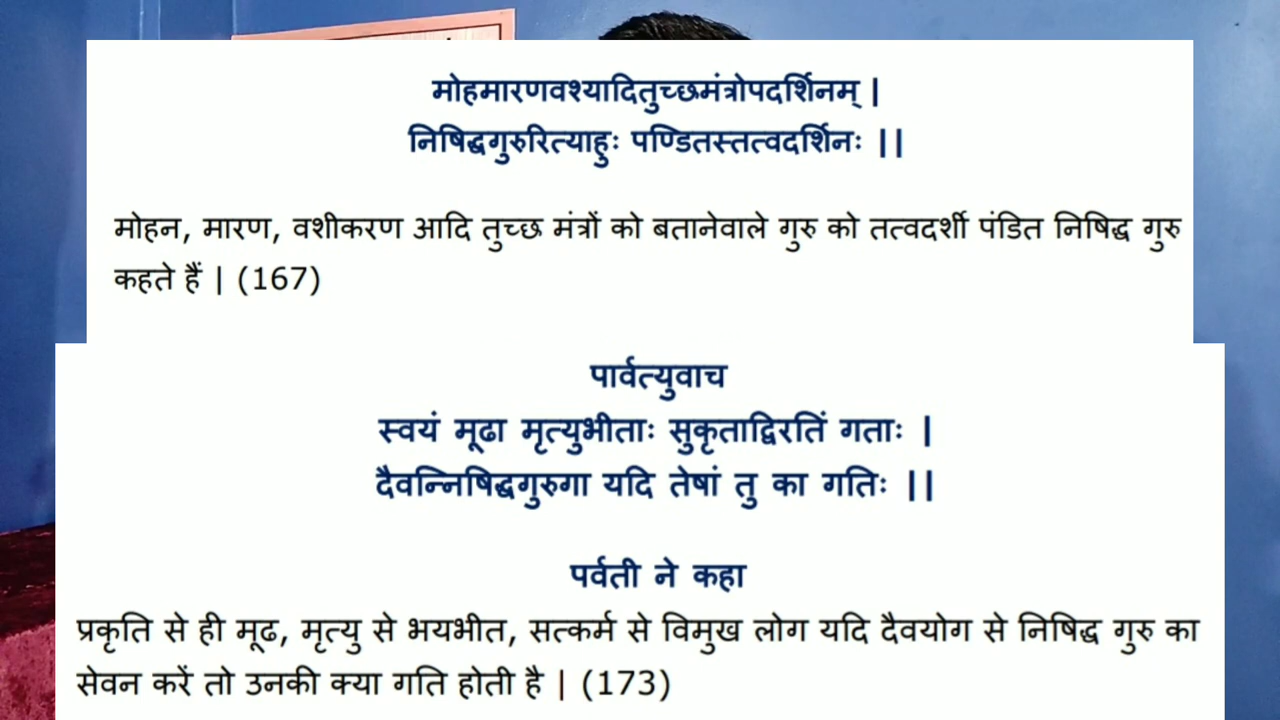 मोहमारणवश्यादितुच्छमंत्रोपदर्शिनम् |
निषिद्धगुरुरित्याहुः पण्डितस्तत्वदर्शिनः ||
मोहन, मारण, वशीकरण आदि तुच्छ मंत्रों को बतानेवाले गुरु को तत्वदर्शी पंडित निषिद्ध गुरु
कहते हैं | (167)
पार्वत्युवाच
स्वयं मूढा मृत्युभीताः सुकृताद्विरतिं गताः |
दैवन्निषिद्धगुरुगा यदि तेषां तु का गतिः ||
पर्वती ने कहा
प्रकृति से ही मूढ, मृत्यु से भयभीत, सत्कर्म से विमुख लोग यदि दैवयोग से निषिद्ध गुरु का
सेवन करें तो उनकी क्या गति होती है | (173)